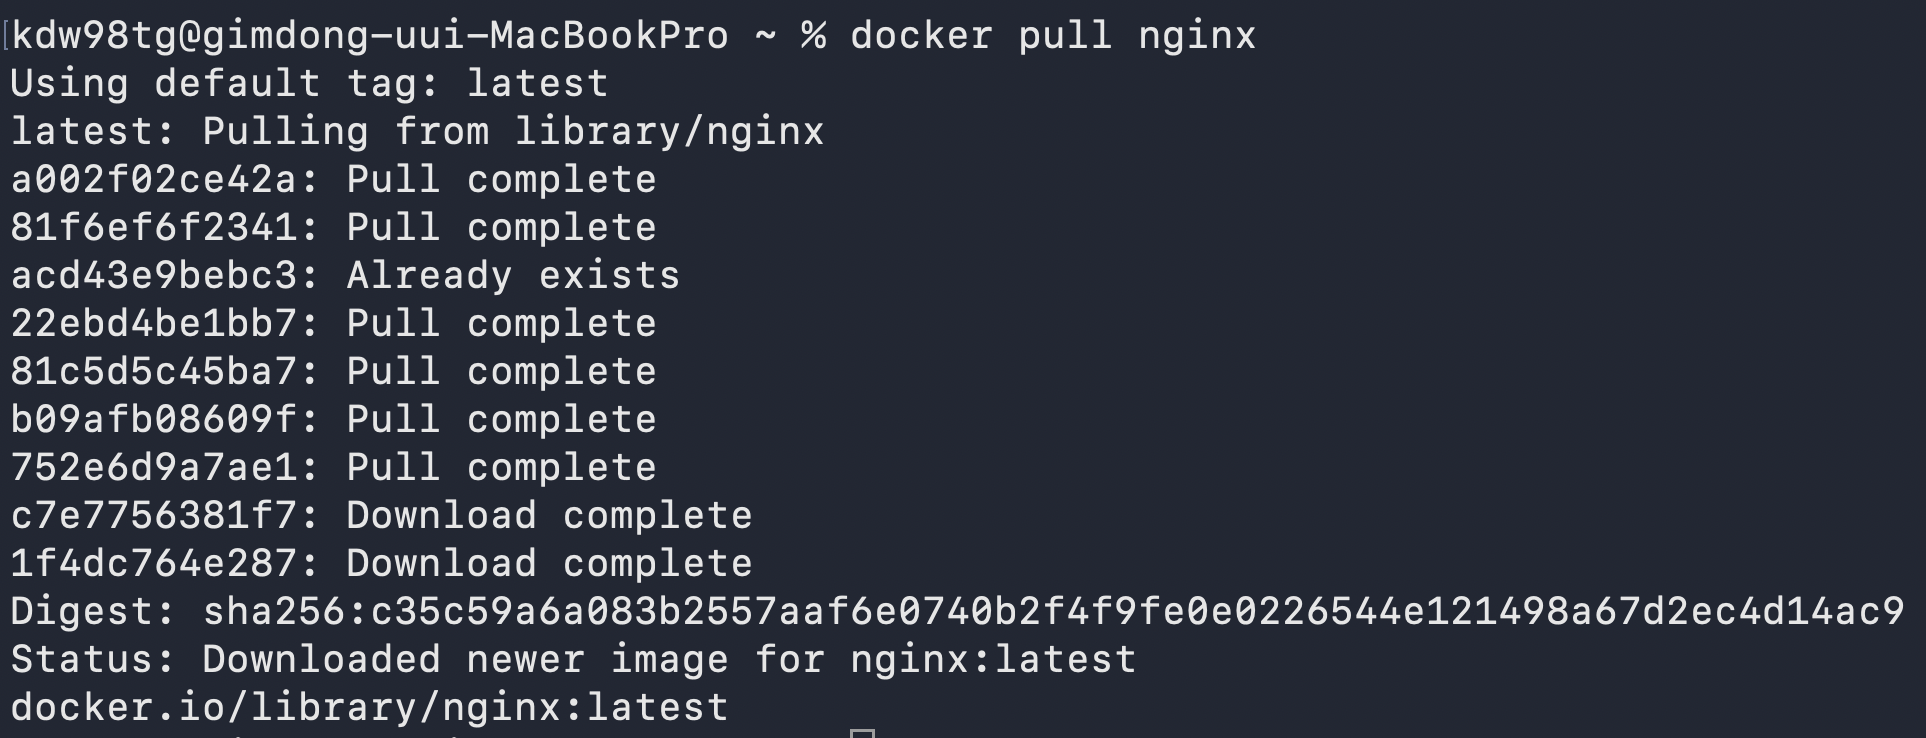 kdw98tg@gimdong-uui-MacBookPro ~ % docker pull nginx
Using default tag: latest
latest: Pulling from library/nginx
a002f02ce42a: Pull complete
81f6ef6f2341: Pull complete
acd43e9bebc3: Already exists
22ebd4be1bb7: Pull complete
81c5d5c45ba7: Pull complete
b09afb08609f: Pull complete
752e6d9a7ae1: Pull complete
c7e7756381f7: Download complete
1f4dc764e287: Download complete
Digest: sha256:c35c59a6a083b2557aaf6e0740b2f4f9fe0e0226544e121498a67d2ec4d14ac9
Status: Downloaded newer image for nginx:latest
docker.io/library/nginx:latest